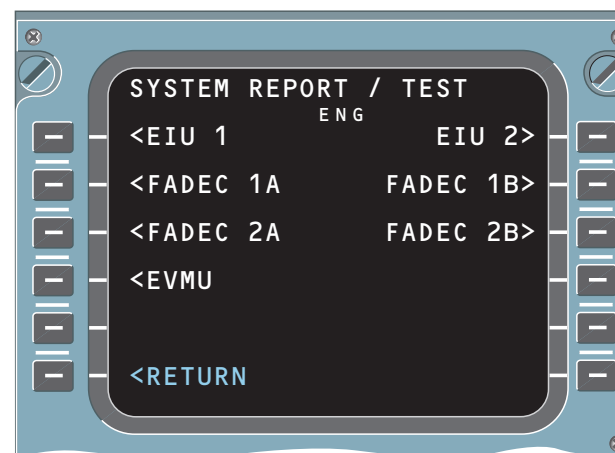 SYSTEM REPORT / TEST
ENG
<EIU 1 EIU 2>
<FADEC 1A FADEC 1B>
<FADEC 2A FADEC 2B>
<EVMU
<RETURN